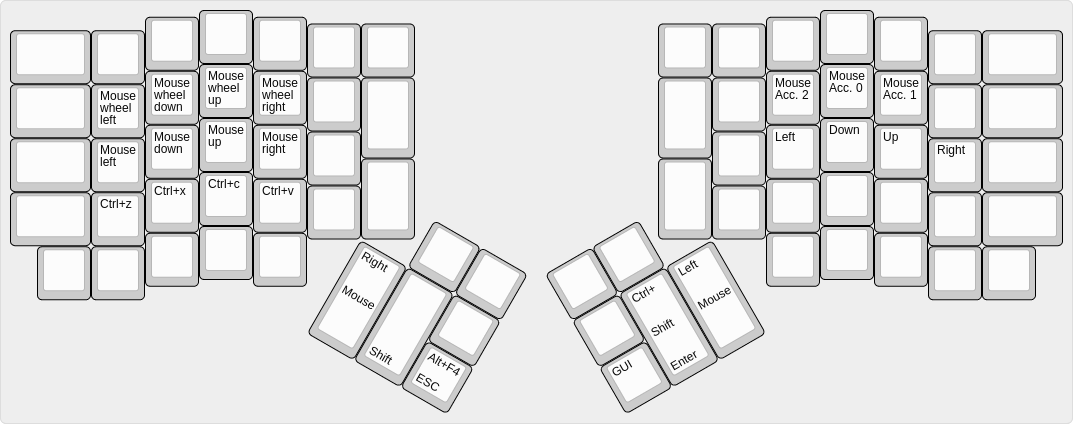 Mouse
wheel
left
Mouse
wheel
down
Mouse
wheel
up
Mouse
wheel
right
Mouse
left
Mouse
down
Mouse
up
Mouse
right
Ctrl+z
Ctrl+x
Ctrl+c
Ctrl+v
Right
Mouse
Shift
Alt+F4
ESC
Mouse
Acc. 2
Mouse
Acc. 0
Mouse
Acc. 1
Left
Down
Up
Right
GUI
Ctrl+
Shift
Enter
Left
Mouse